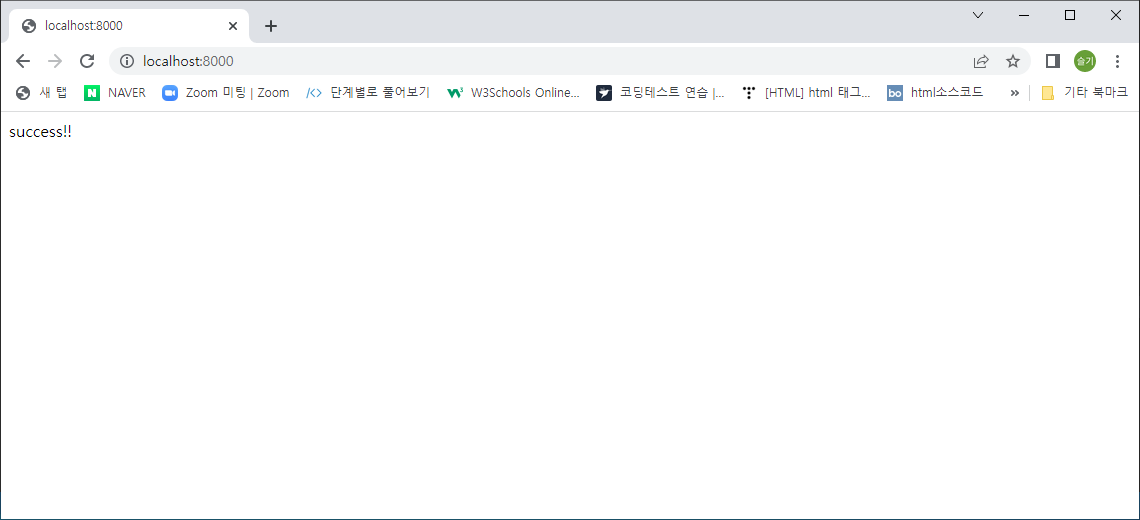 localhost:8000
localhost:8000
슬기
새 탭 NAVER Zoom 미팅 | Zoom 단계별로 풀어보기 W3Schools Online... 코딩테스트 연습 |... [HTML] html 태그... bo html소스코드 » 기타 북마크
success!!